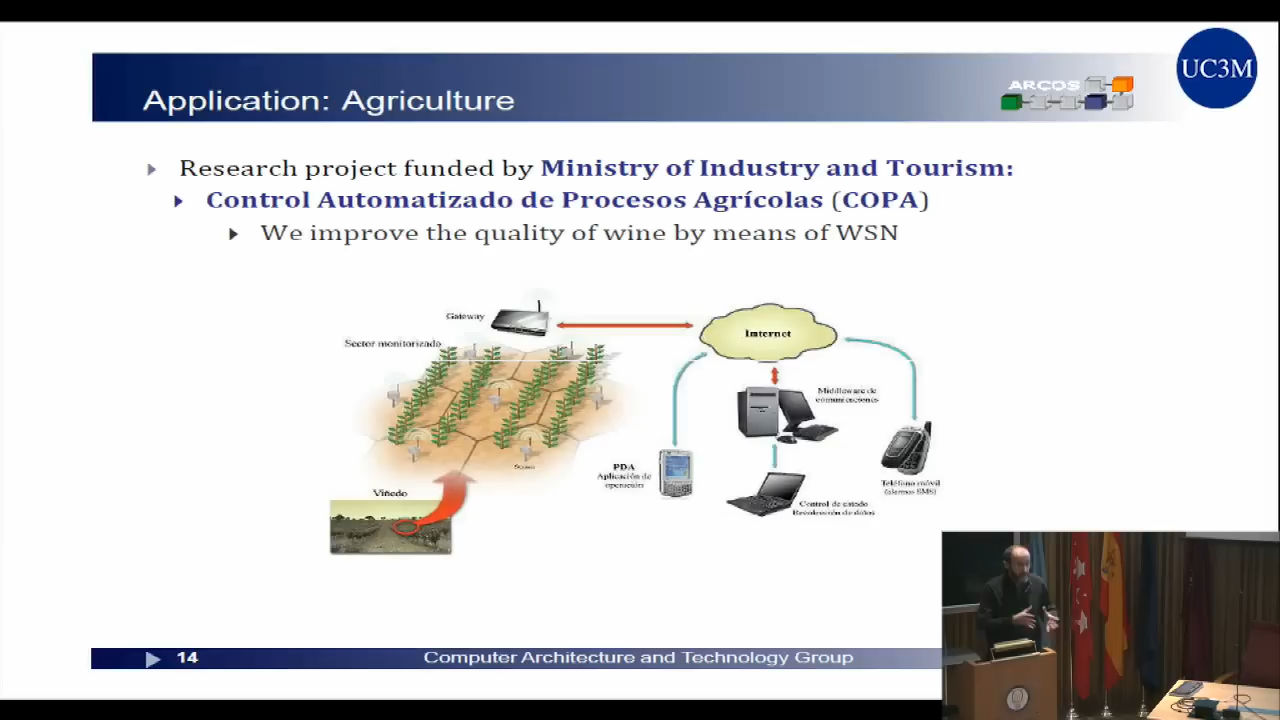 UC3M
Application: Agriculture
ARCOS
Research project funded by Ministry of Industry and Tourism:
Control Automatizado de Procesos Agrícolas (COPA)
We improve the quality of wine by means of WSN
Gateway
Internet
Sector monitorizado
Middleware de
comunicaciones
PDA
Aplicación de
operación
Teléfono móvil
(alarmas SMS)
Viñedo
Control de estado
Recolección de datos
14
Computer Architecture and Technology Group